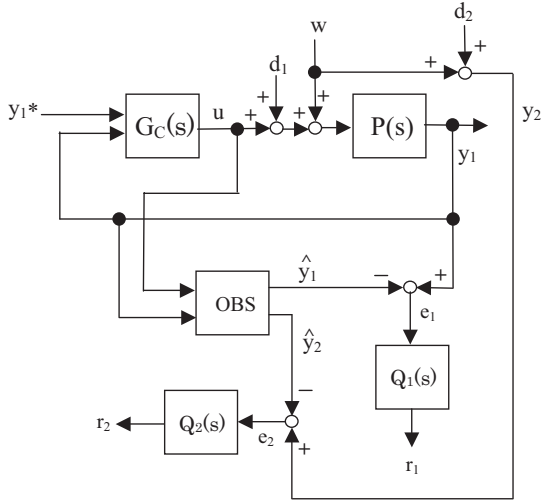 w
d₂
d₁
+
+
+
+
y₁*
G_C(s)
u
+
+
P(s)
y₂
y₁
ŷ₁
−
+
OBS
e₁
ŷ₂
Q₁(s)
−
Q₂(s)
r₂
e₂
+
r₁